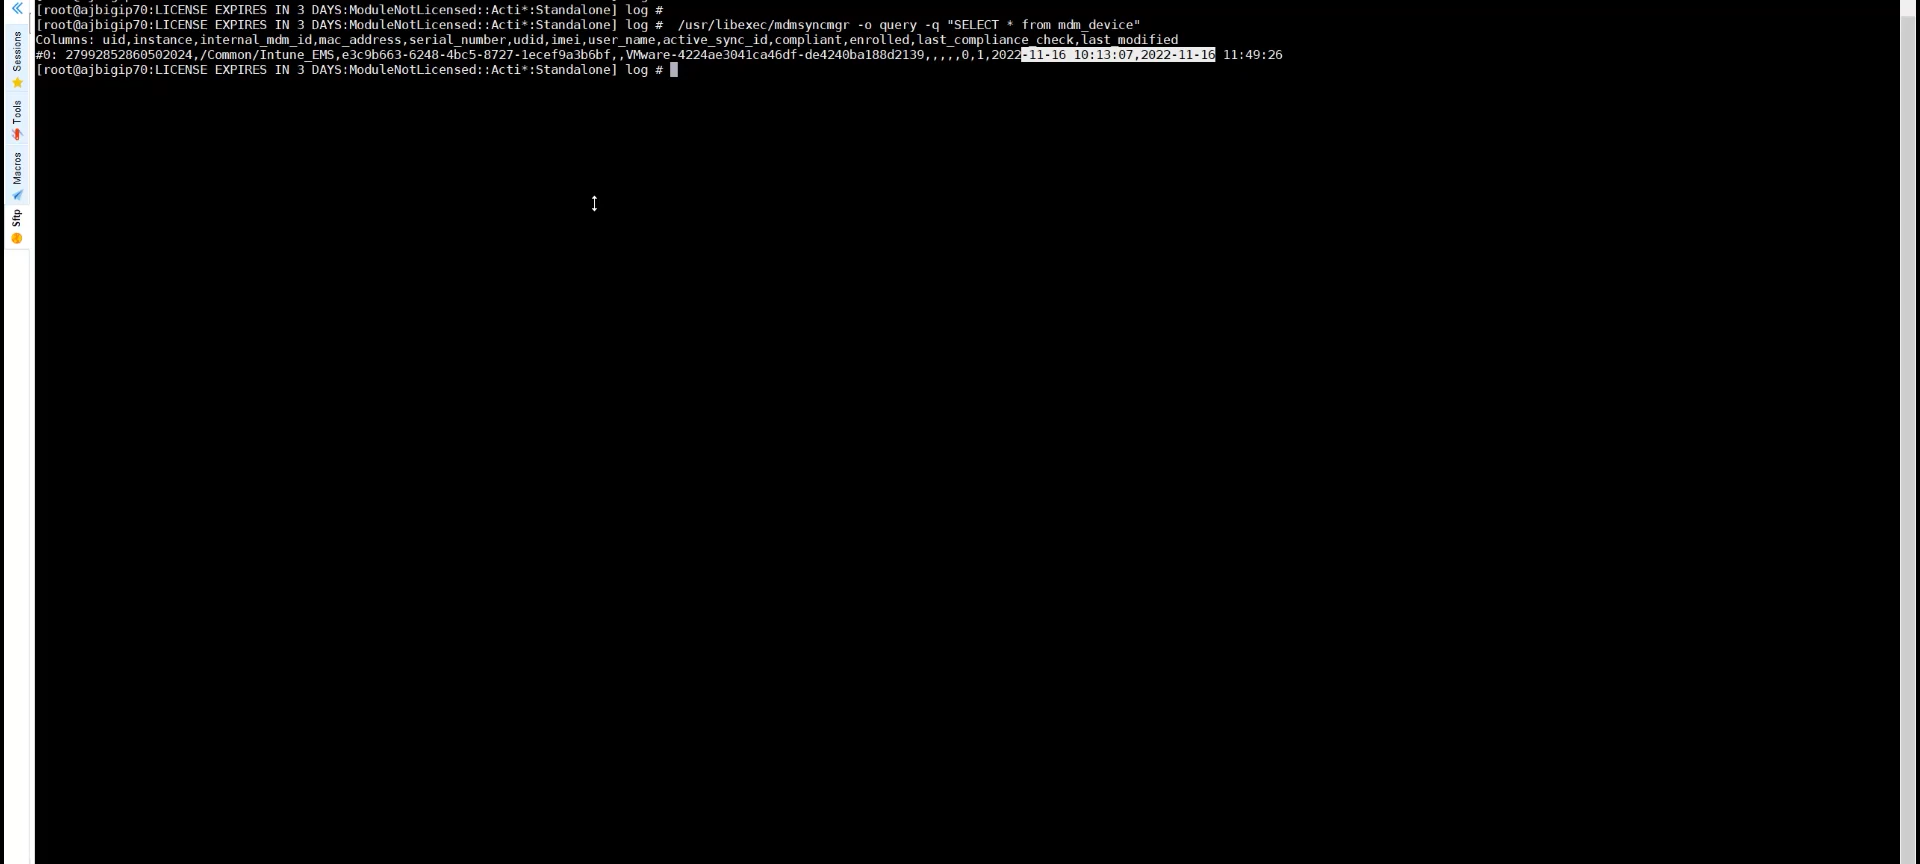 [root@ajbigip70:LICENSE EXPIRES IN 3 DAYS:ModuleNotLicensed::Acti*:Standalone] log #
[root@ajbigip70:LICENSE EXPIRES IN 3 DAYS:ModuleNotLicensed::Acti*:Standalone] log #  /usr/libexec/mdmsyncmgr -o query -q "SELECT * from mdm_device"
Columns: uid,instance,internal_mdm_id,mac_address,serial_number,udid,imei,user_name,active_sync_id,compliant,enrolled,last_compliance_check,last_modified
#0: 27992852860502024,/Common/Intune_EMS,e3c9b663-6248-4bc5-8727-1ecef9a3b6bf,,VMware-4224ae3041ca46df-de4240ba188d2139,,,,,0,1,2022-11-16 10:13:07,2022-11-16 11:49:26
[root@ajbigip70:LICENSE EXPIRES IN 3 DAYS:ModuleNotLicensed::Acti*:Standalone] log #
Sessions
Tools
Macros
Sftp